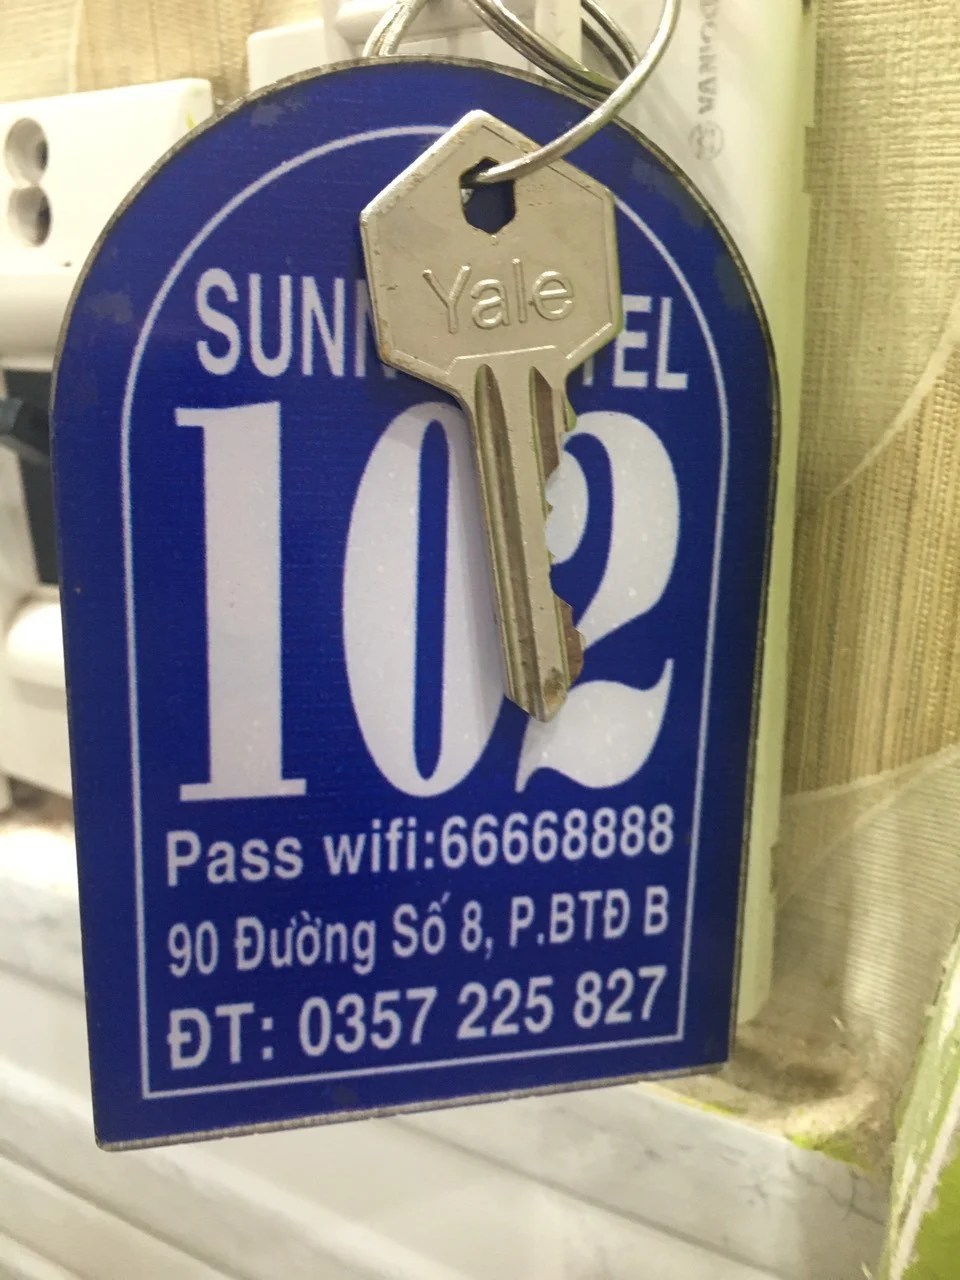 Yale
102
Pass wifi:66668888
90 Đường Số 8, P.BTĐ B
ĐT: 0357 225 827